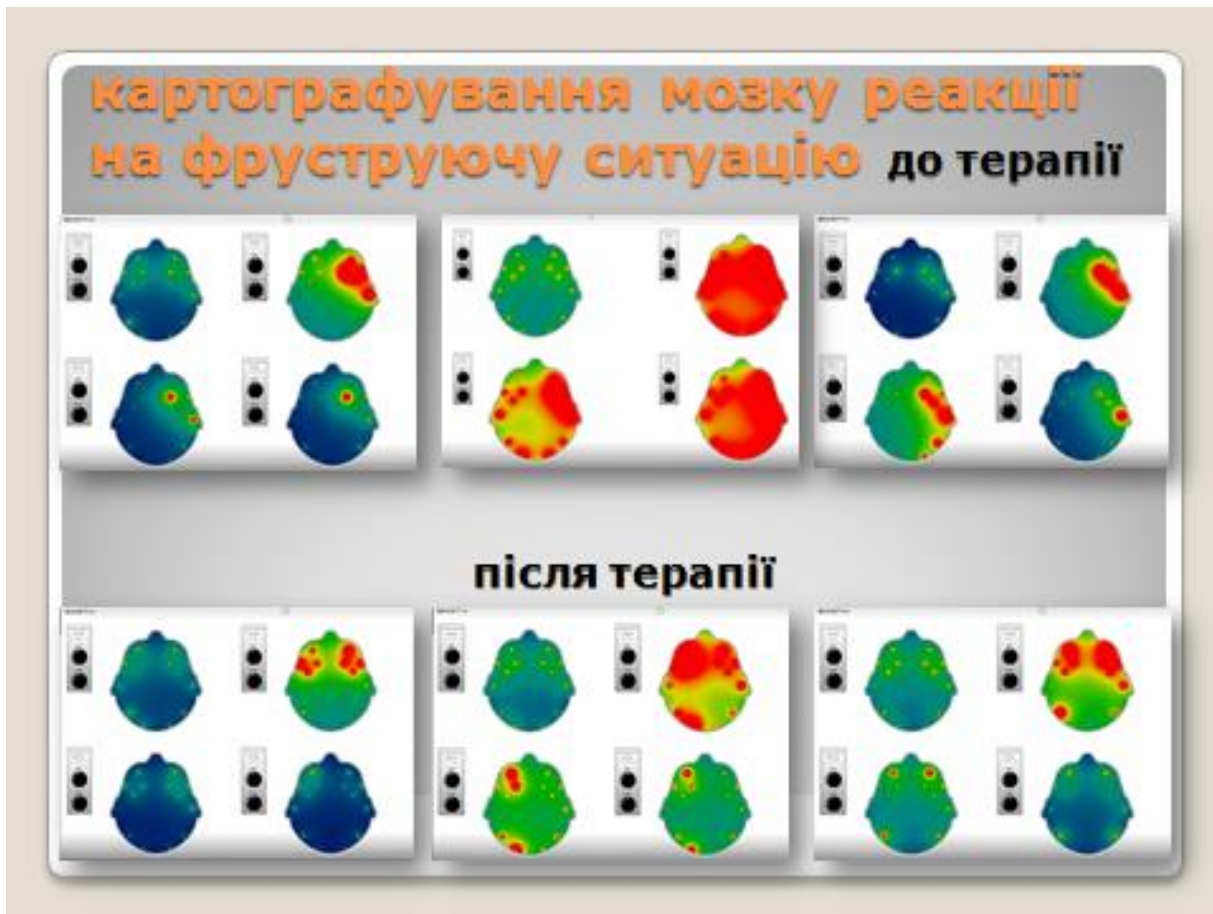 картографування мозку реакції
на фруструючу ситуацію до терапії
після терапії